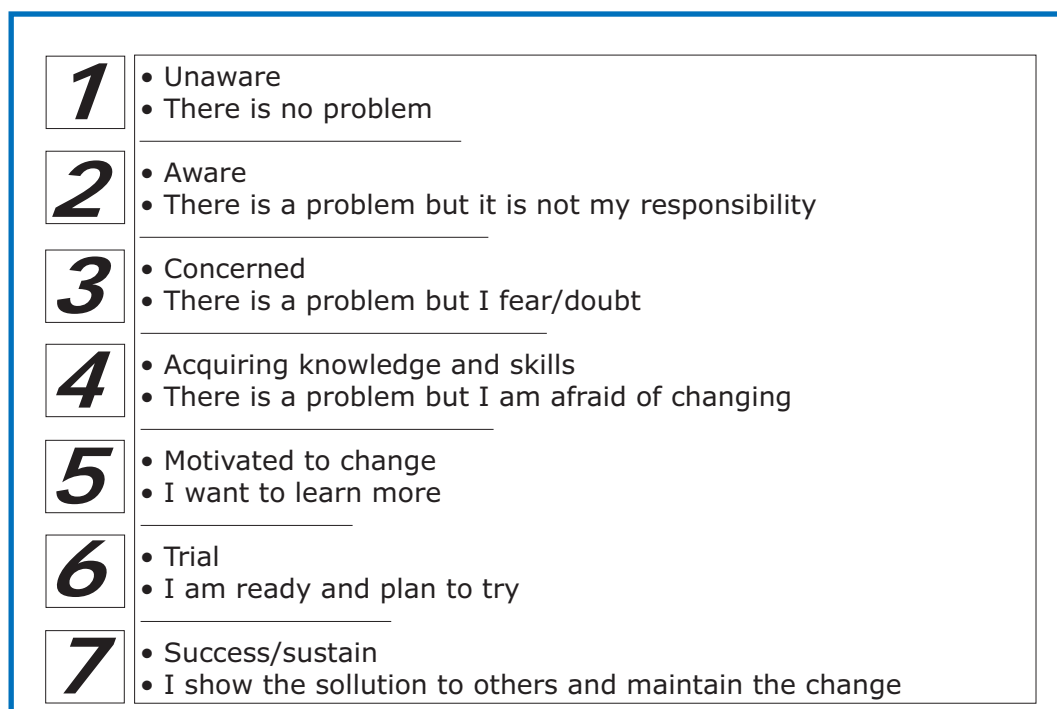 1
• Unaware
• There is no problem
2
• Aware
• There is a problem but it is not my responsibility
3
• Concerned
• There is a problem but I fear/doubt
4
• Acquiring knowledge and skills
• There is a problem but I am afraid of changing
5
• Motivated to change
• I want to learn more
6
• Trial
• I am ready and plan to try
7
• Success/sustain
• I show the sollution to others and maintain the change